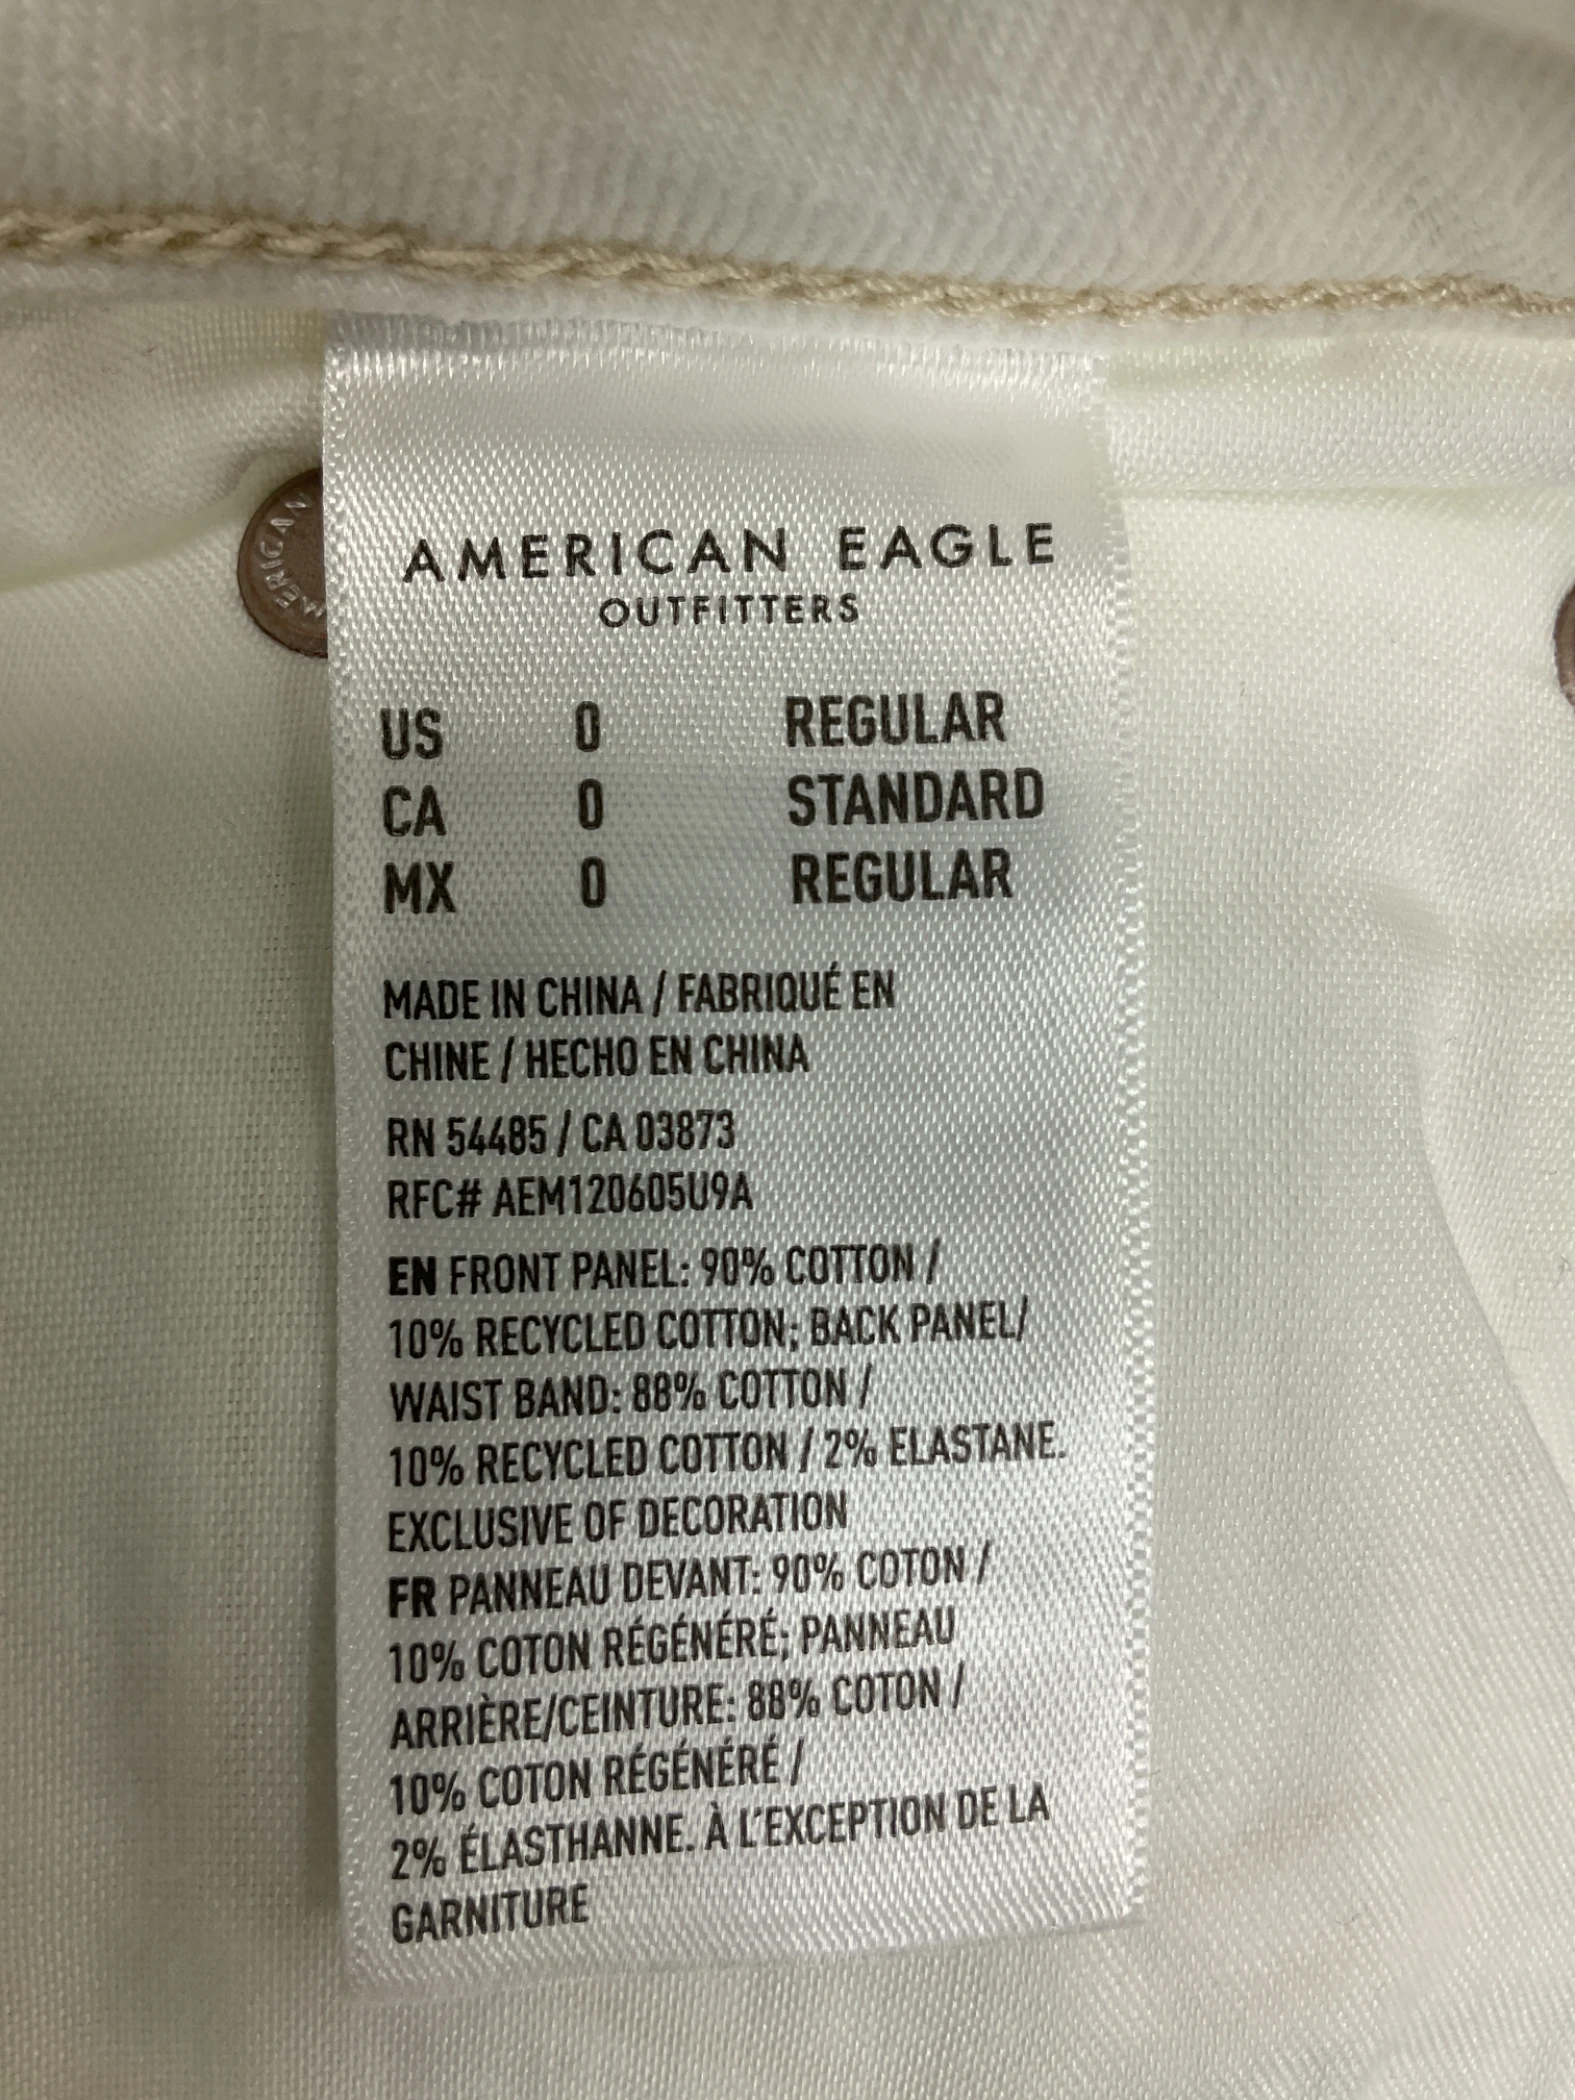 AMERICAN
AMERICAN EAGLE
OUTFITTERS
US 0 REGULAR
CA 0 STANDARD
MX 0 REGULAR
MADE IN CHINA / FABRIQUÉ EN
CHINE / HECHO EN CHINA
RN 54485 / CA 03873
RFC# AEM120605U9A
EN FRONT PANEL: 90% COTTON /
10% RECYCLED COTTON; BACK PANEL/
WAIST BAND: 88% COTTON /
10% RECYCLED COTTON / 2% ELASTANE.
EXCLUSIVE OF DECORATION
FR PANNEAU DEVANT: 90% COTON /
10% COTON RÉGÉNÉRÉ; PANNEAU
ARRIÈRE/CEINTURE: 88% COTON /
10% COTON RÉGÉNÉRÉ /
2% ÉLASTHANNE. À L'EXCEPTION DE LA
GARNITURE